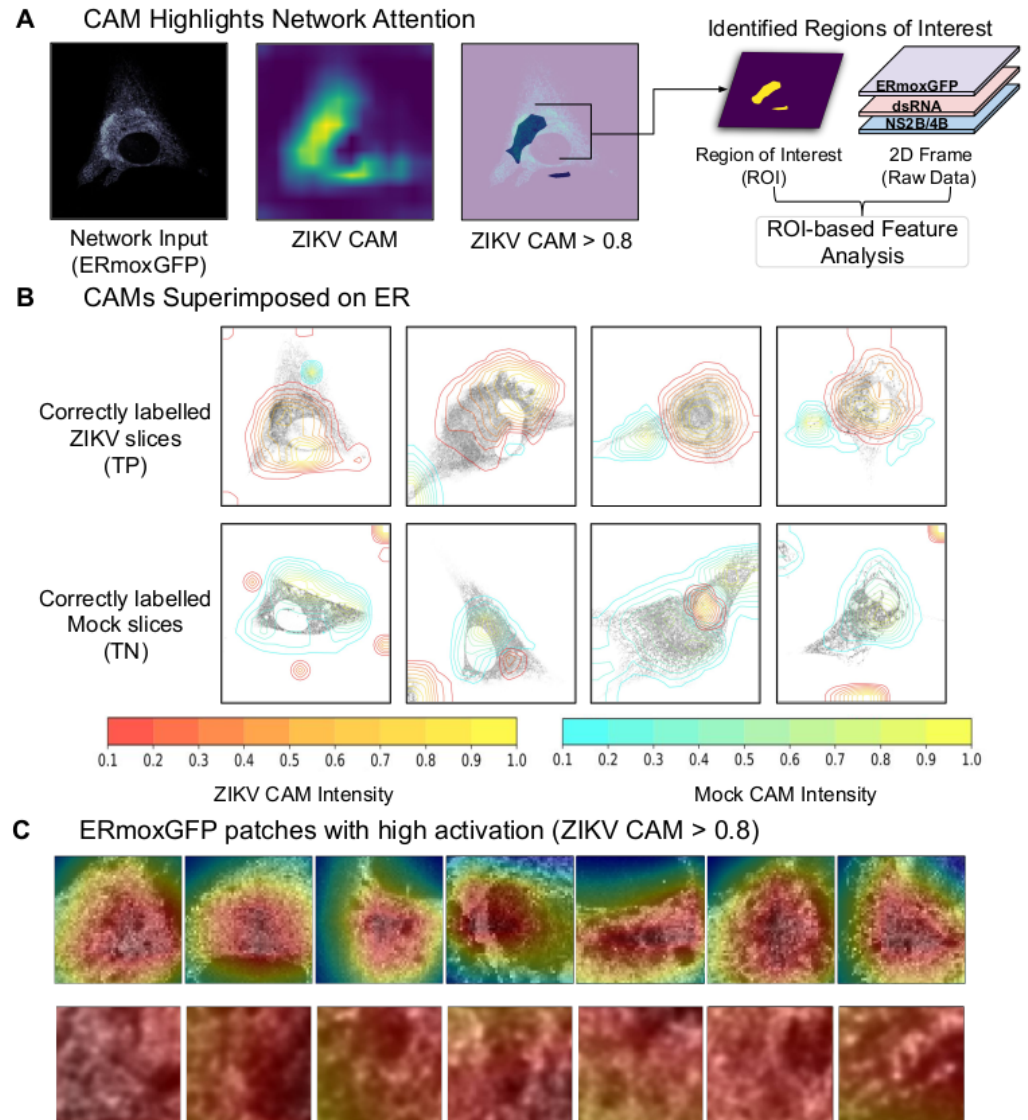 A CAM Highlights Network Attention
Identified Regions of Interest
ERmoxGFP
dsRNA
NS2B/4B
Network Input
(ERmoxGFP)
ZIKV CAM
ZIKV CAM > 0.8
Region of Interest
(ROI)
2D Frame
(Raw Data)
ROI-based Feature
Analysis
B CAMs Superimposed on ER
Correctly labelled
ZIKV slices
(TP)
Correctly labelled
Mock slices
(TN)
0.1 0.2 0.3 0.4 0.5 0.6 0.7 0.8 0.9 1.0
ZIKV CAM Intensity
0.1 0.2 0.3 0.4 0.5 0.6 0.7 0.8 0.9 1.0
Mock CAM Intensity
C ERmoxGFP patches with high activation (ZIKV CAM > 0.8)